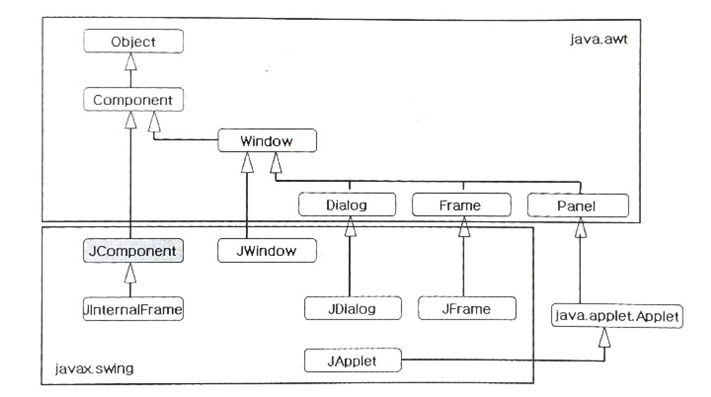 Object
java.awt
Component
Window
Dialog
Frame
Panel
JComponent
JWindow
JInternalFrame
JDialog
JFrame
java.applet.Applet
JApplet
javax.swing